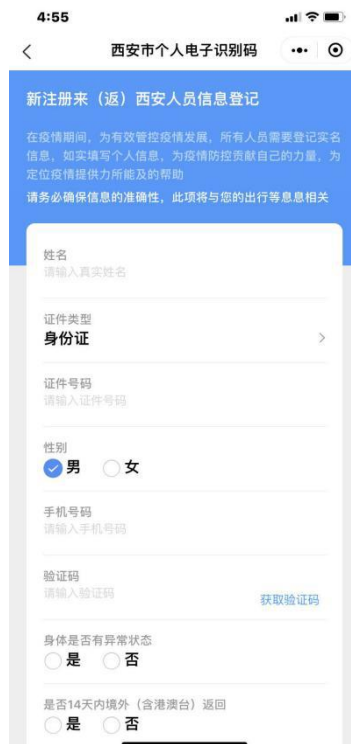 4:55
西安市个人电子识别码
新注册来（返）西安人员信息登记
在疫情期间，为有效管控疫情发展，所有人员需要登记实名
信息，如实填写个人信息，为疫情防控贡献自己的力量，为
定位疫情提供力所能及的帮助
请务必确保信息的准确性，此项将与您的出行等息息相关
姓名
请输入真实姓名
证件类型
身份证
证件号码
请输入证件号码
性别
男 女
手机号码
请输入手机号码
验证码
请输入验证码 获取验证码
身体是否有异常状态
是 否
是否14天内境外（含港澳台）返回
是 否